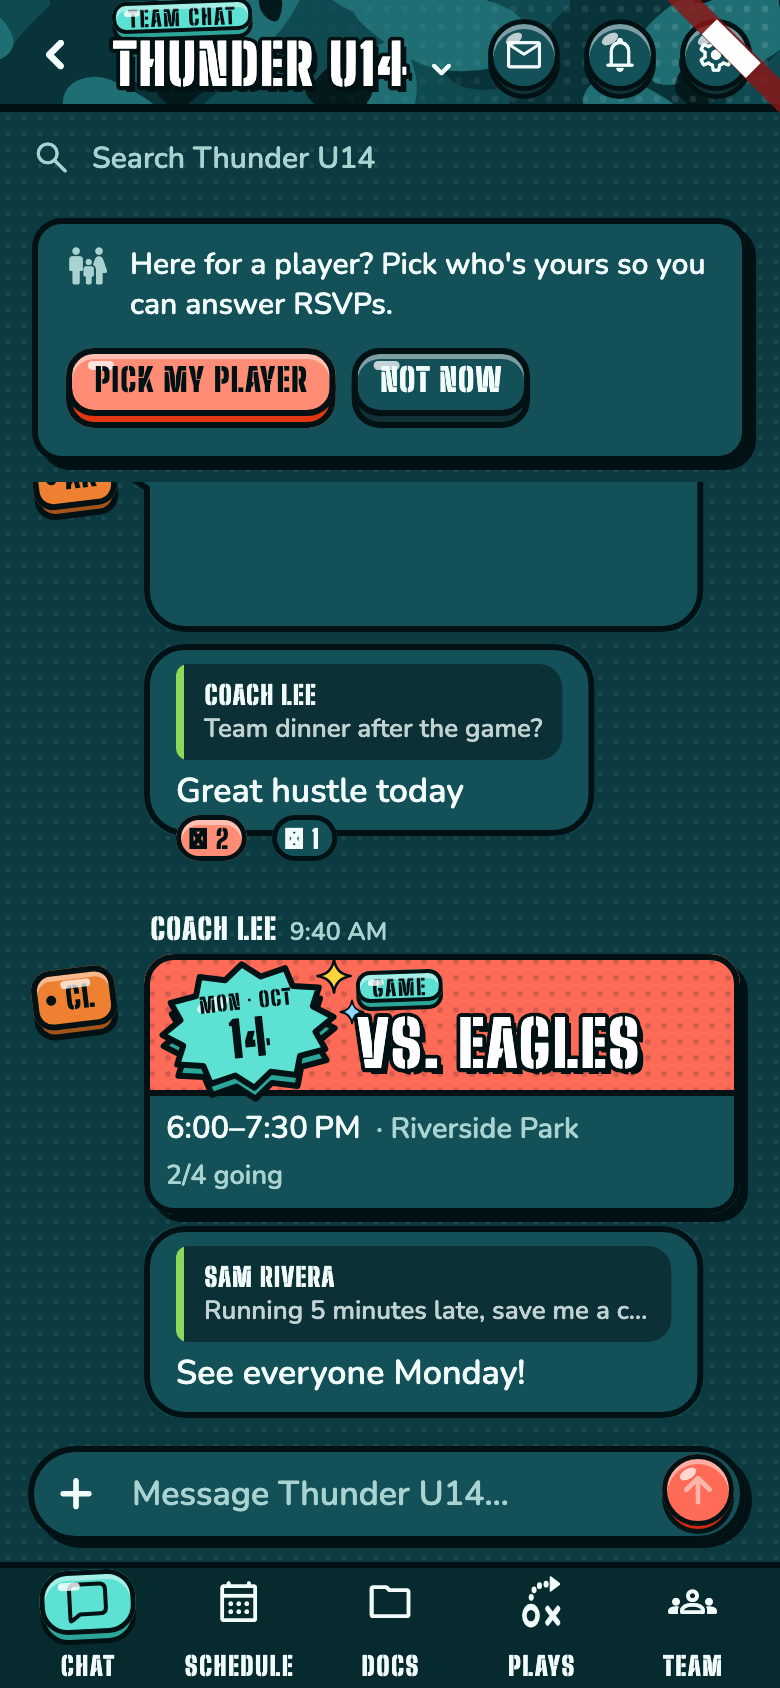 TEAM CHAT
THUNDER U14
Search Thunder U14
Here for a player? Pick who's yours so you
can answer RSVPs.
PICK MY PLAYER
NOT NOW
COACH LEE
Team dinner after the game?
Great hustle today
2
1
COACH LEE 9:40 AM
CL
MON · OCT
14
GAME
VS. EAGLES
6:00–7:30 PM · Riverside Park
2/4 going
SAM RIVERA
Running 5 minutes late, save me a c...
See everyone Monday!
Message Thunder U14...
CHAT
SCHEDULE
DOCS
PLAYS
TEAM